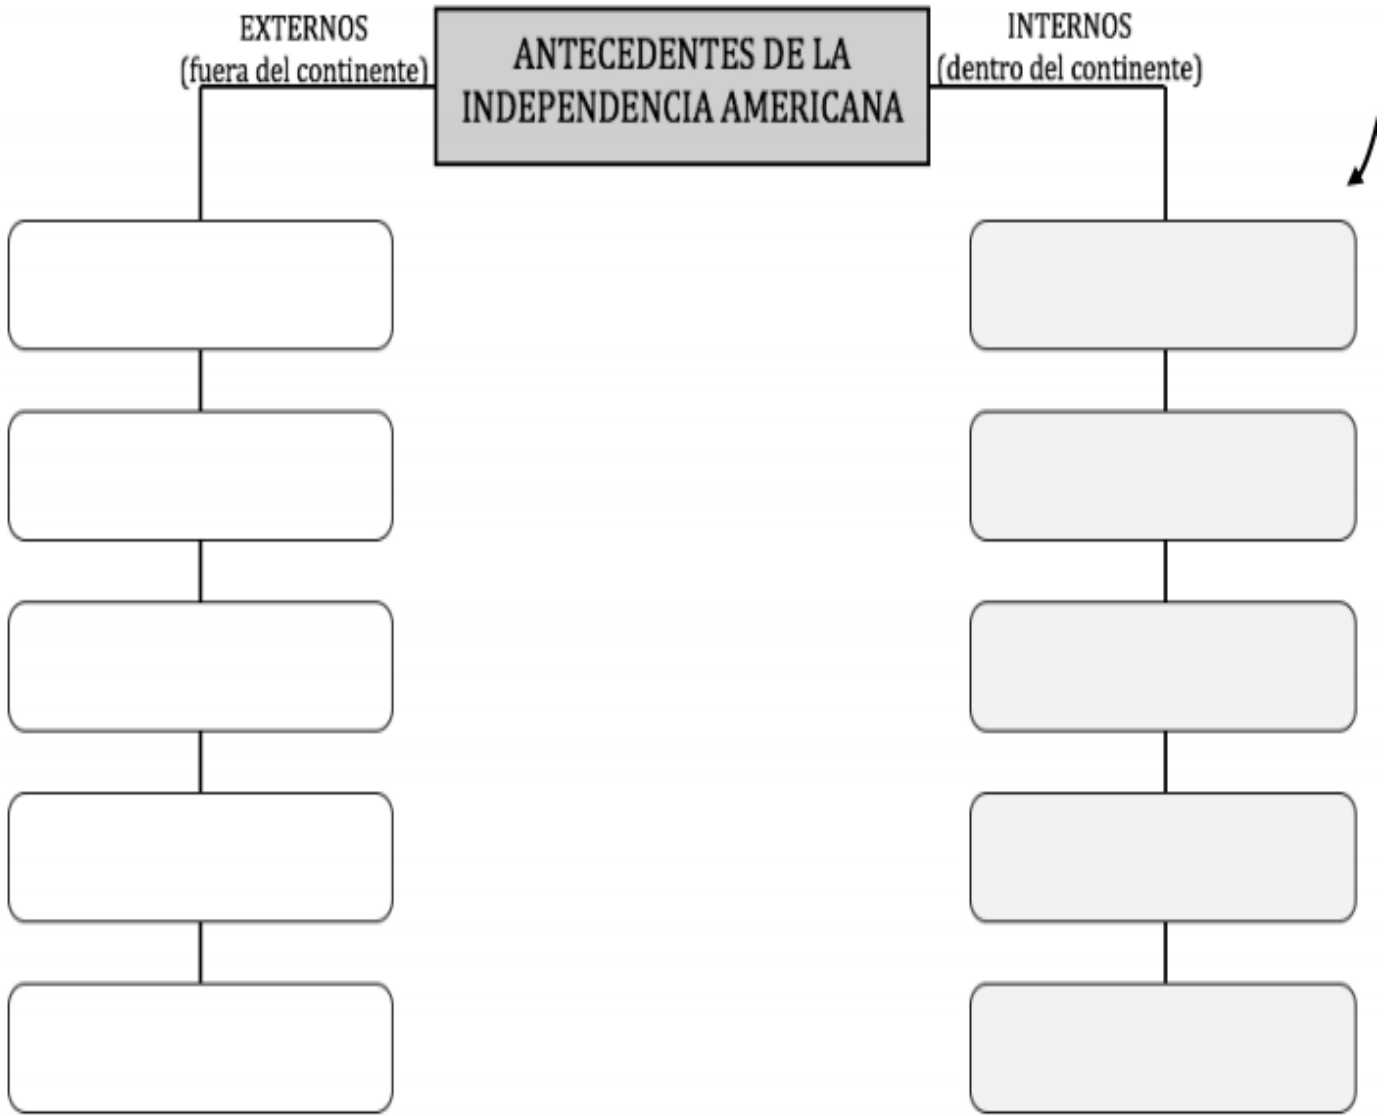 EXTERNOS
(fuera del continente)
ANTECEDENTES DE LA
INDEPENDENCIA AMERICANA
INTERNOS
(dentro del continente)